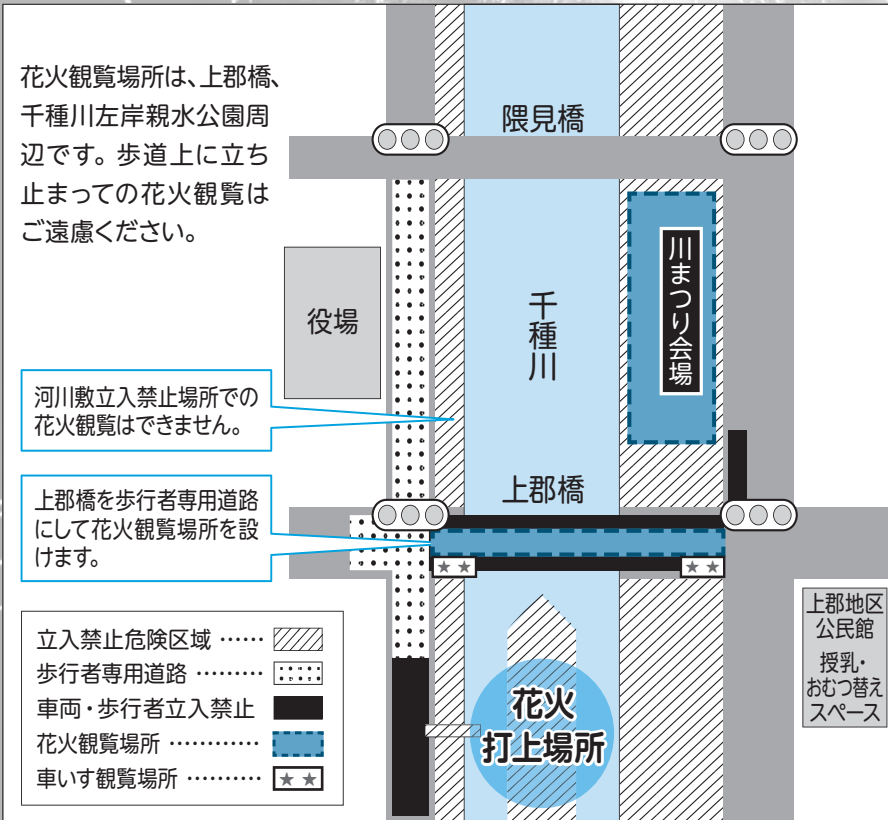 花火観覧場所は、上郡橋、
千種川左岸親水公園周
辺です。歩道上に立ち
止まっての花火観覧は
ご遠慮ください。
隈見橋
川まつり会場
役場
千種川
河川敷立入禁止場所での
花火観覧はできません。
上郡橋
上郡橋を歩行者専用道路
にして花火観覧場所を設
けます。
★★
★★
上郡地区
公民館
授乳・
おむつ替え
スペース
立入禁止危険区域 ……
歩行者専用道路 ………
車両・歩行者立入禁止
花火観覧場所 …………
車いす観覧場所 ………
★★
花火
打上場所